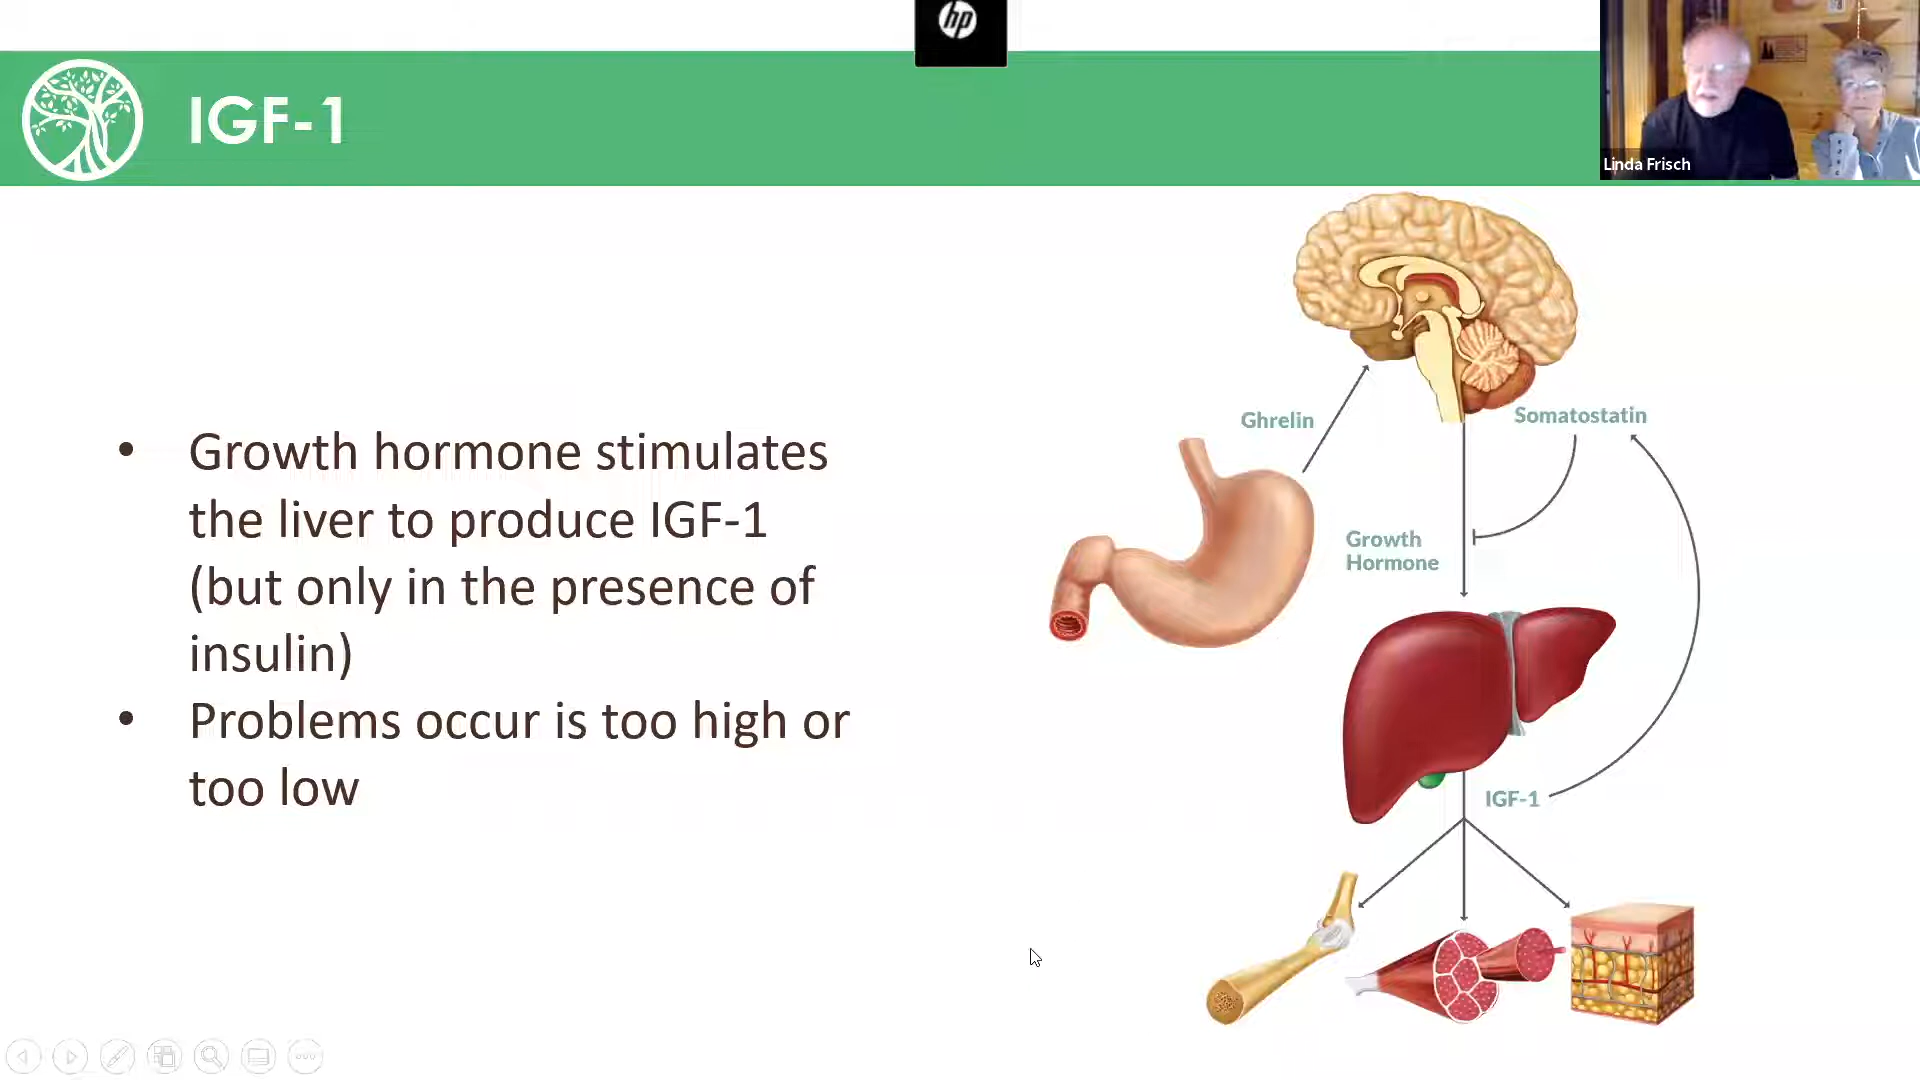 hp
IGF-1
Linda Frisch
• Growth hormone stimulates
the liver to produce IGF-1
(but only in the presence of
insulin)
• Problems occur is too high or
too low
Ghrelin
Somatostatin
Growth
Hormone
IGF-1